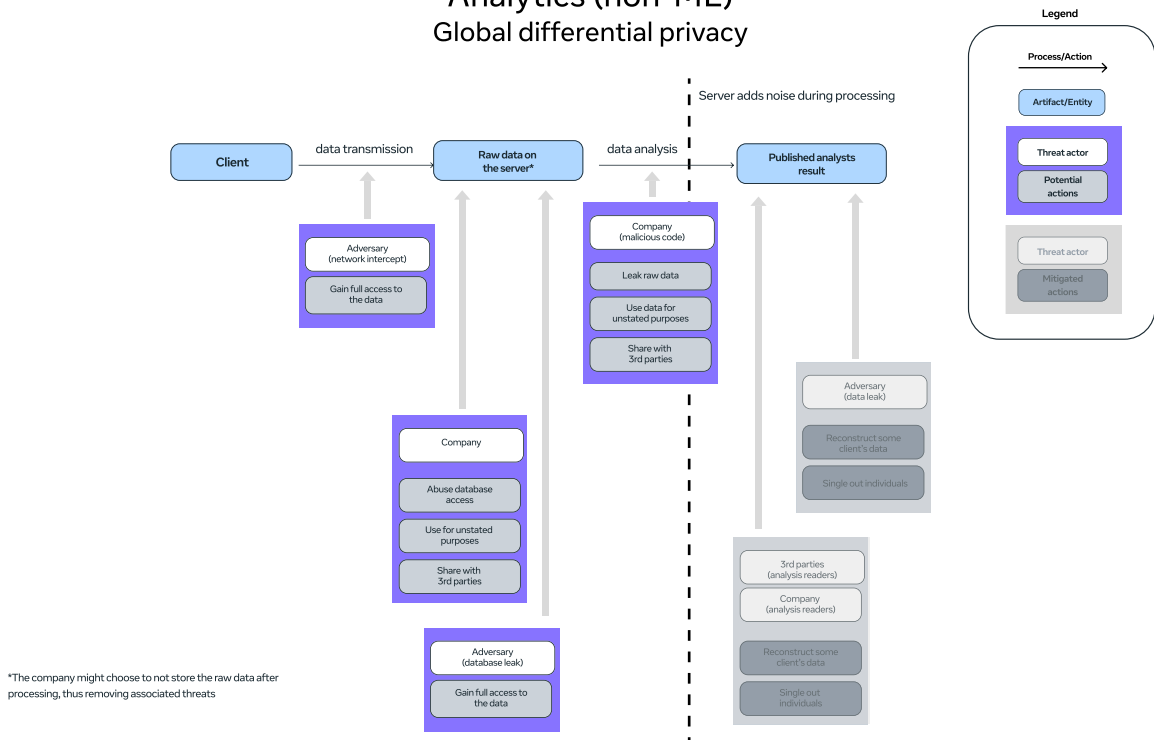 Analytics (non-ML)
Global differential privacy
Legend
Process/Action
Artifact/Entity
Threat actor
Potential
actions
Threat actor
Mitigated
actions
Server adds noise during processing
Client
data transmission
Raw data on
the server*
data analysis
Published analysts
result
Adversary
(network intercept)
Gain full access to
the data
Company
(malicious code)
Leak raw data
Use data for
unstated purposes
Share with
3rd parties
Adversary
(data leak)
Reconstruct some
client's data
Single out individuals
Company
Abuse database
access
Use for unstated
purposes
Share with
3rd parties
3rd parties
(analysis readers)
Company
(analysis readers)
Reconstruct some
client's data
Single out
individuals
Adversary
(database leak)
Gain full access to
the data
*The company might choose to not store the raw data after
processing, thus removing associated threats